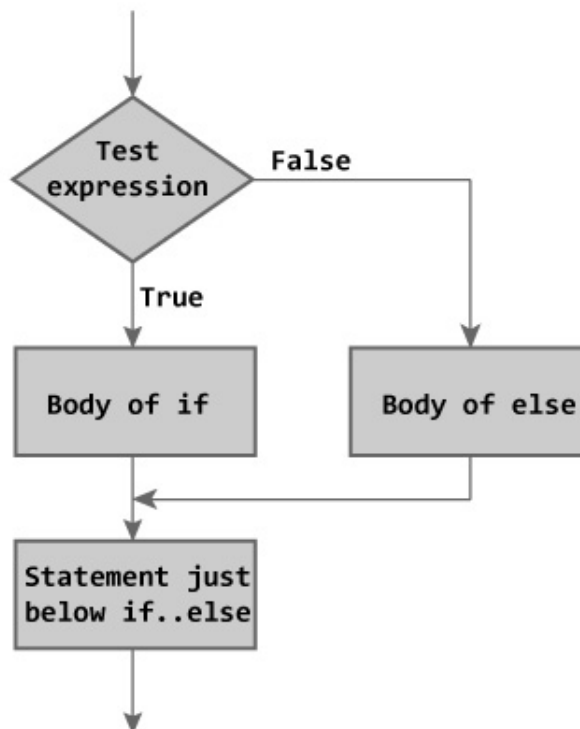 Test
expression
False
True
Body of if
Body of else
Statement just
below if..else